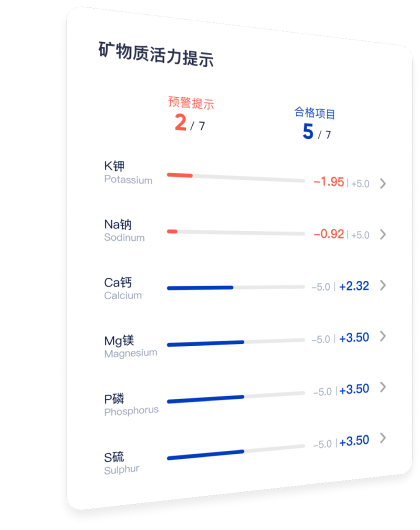 矿物质活力提示
预警提示
2 / 7
合格项目
5 / 7
K钾
Potassium
-1.95 | +5.0
Na钠
Sodinum
-0.92 | +5.0
Ca钙
Calcium
-5.0 | +2.32
Mg镁
Magnesium
-5.0 | +3.50
P磷
Phosphorus
-5.0 | +3.50
S硫
Sulphur
-5.0 | +3.50